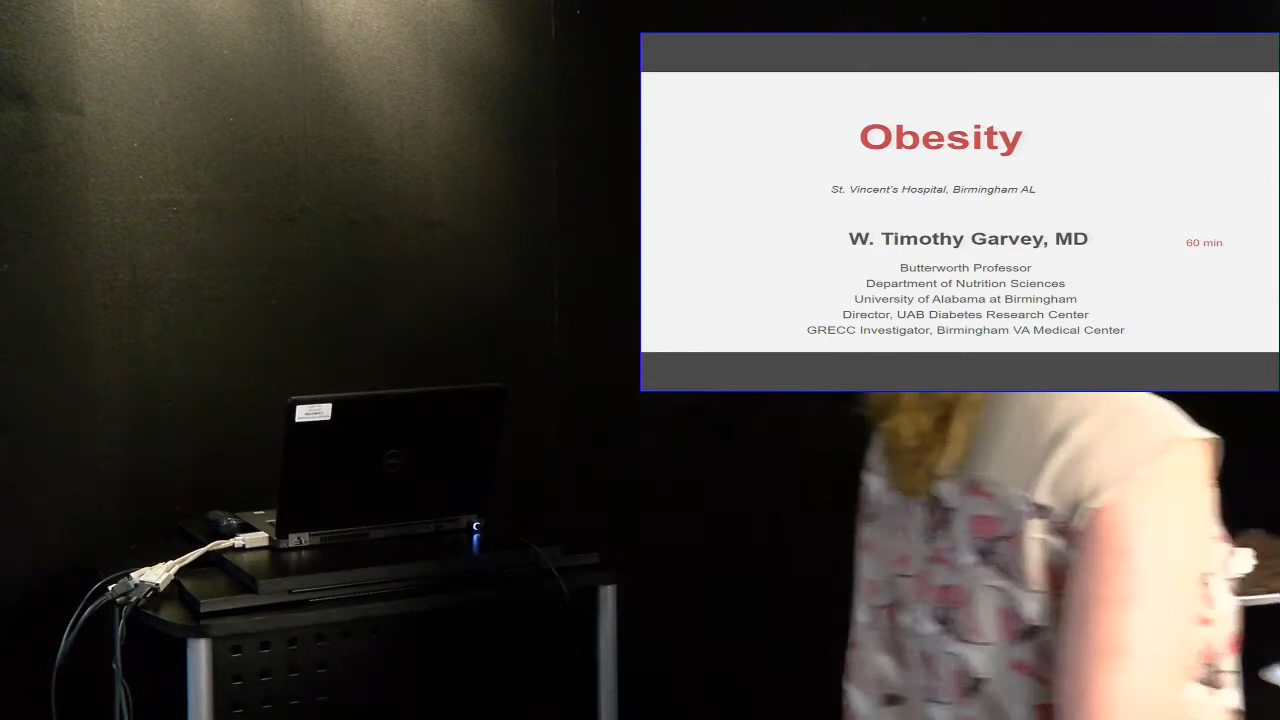 Obesity
St. Vincent's Hospital, Birmingham AL
W. Timothy Garvey, MD
60 min
Butterworth Professor
Department of Nutrition Sciences
University of Alabama at Birmingham
Director, UAB Diabetes Research Center
GRECC Investigator, Birmingham VA Medical Center